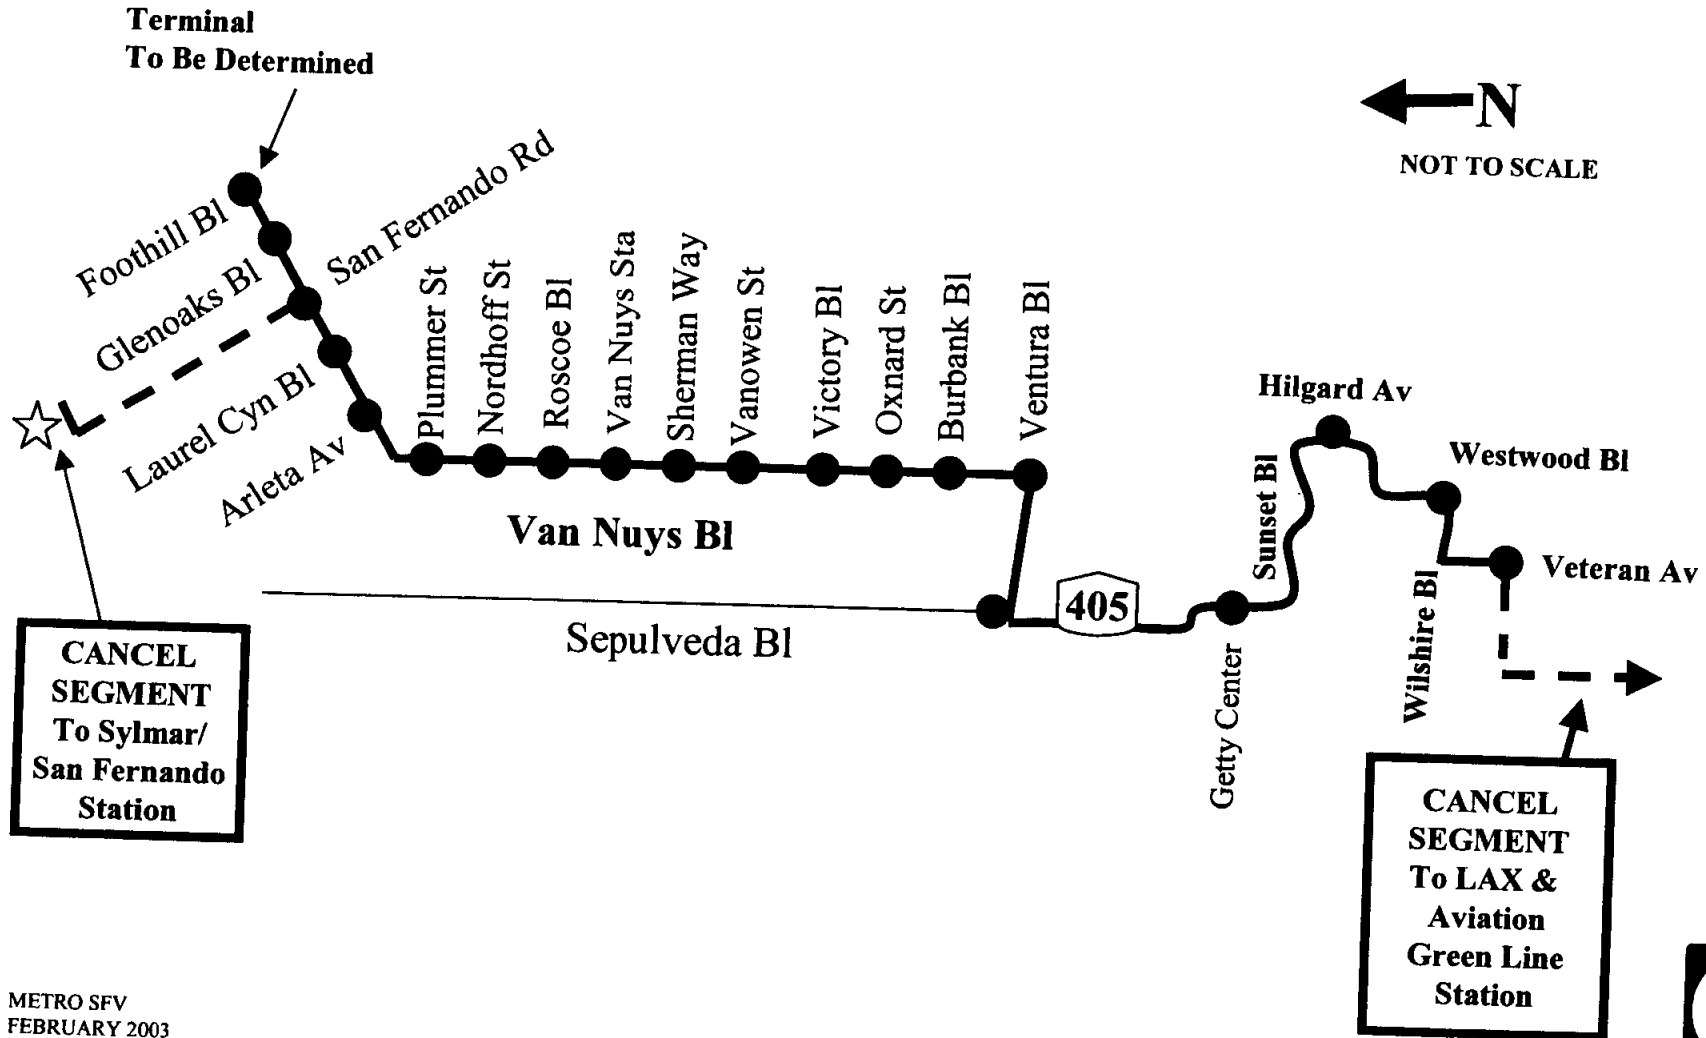 Terminal
To Be Determined
N
NOT TO SCALE
Foothill Bl
Glenoaks Bl
San Fernando Rd
Laurel Cyn Bl
Arleta Av
Plummer St
Nordhoff St
Roscoe Bl
Van Nuys Sta
Sherman Way
Vanowen St
Victory Bl
Oxnard St
Burbank Bl
Ventura Bl
Van Nuys Bl
Sepulveda Bl
405
Getty Center
Sunset Bl
Hilgard Av
Westwood Bl
Wilshire Bl
Veteran Av
CANCEL
SEGMENT
To Sylmar/
San Fernando
Station
CANCEL
SEGMENT
To LAX &
Aviation
Green Line
Station
METRO SFV
FEBRUARY 2003